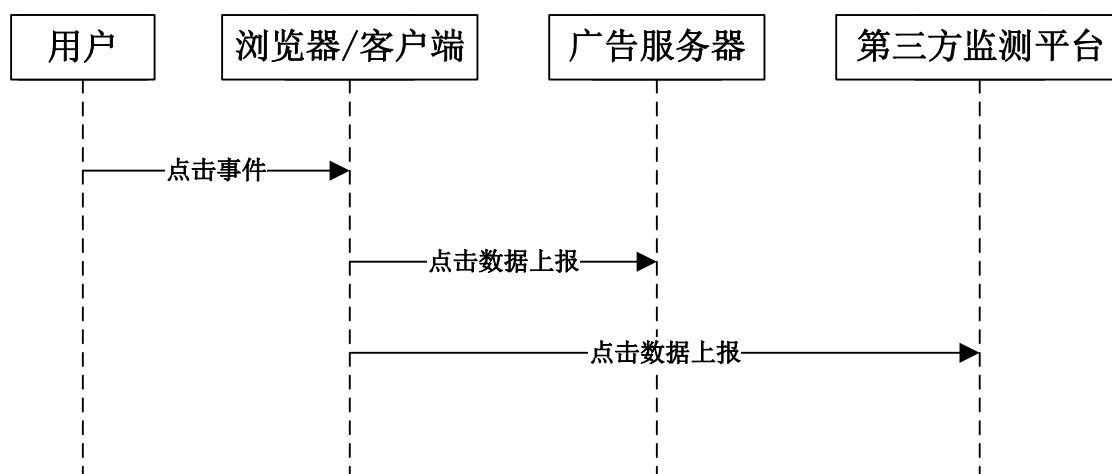 用户
浏览器/客户端
广告服务器
第三方监测平台
点击事件
点击数据上报
点击数据上报